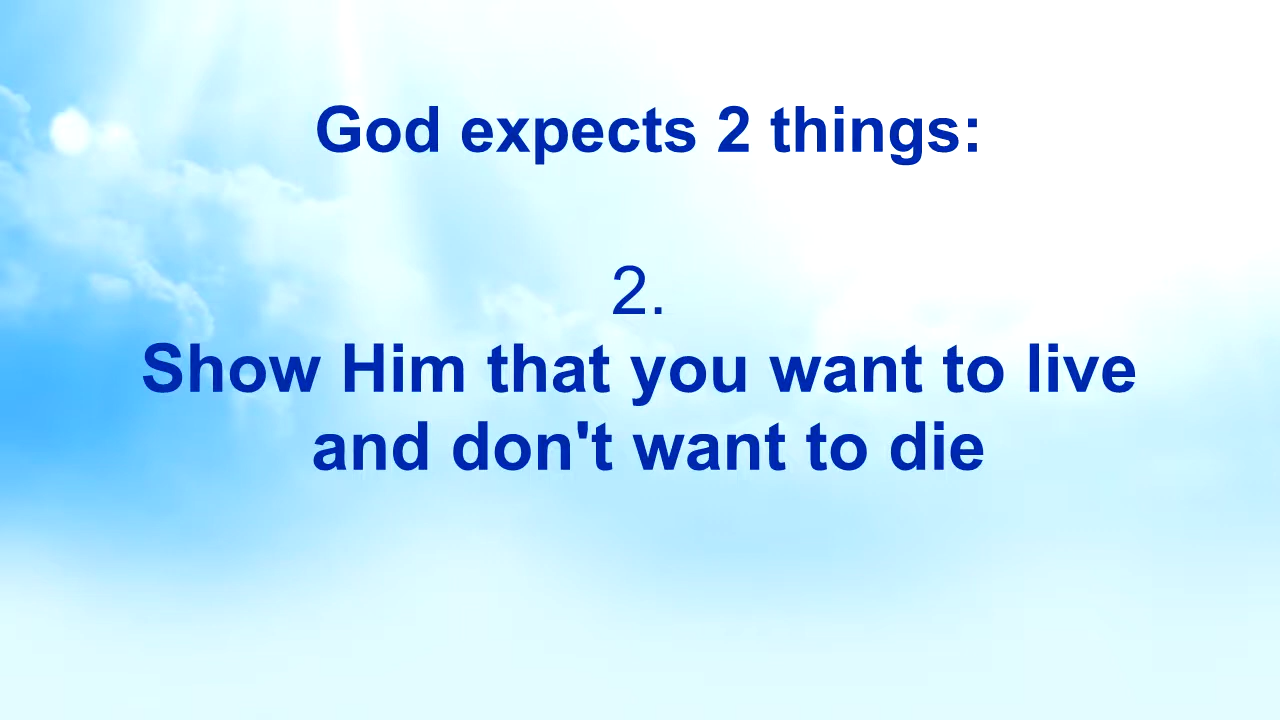 God expects 2 things:
2.
Show Him that you want to live
and don't want to die